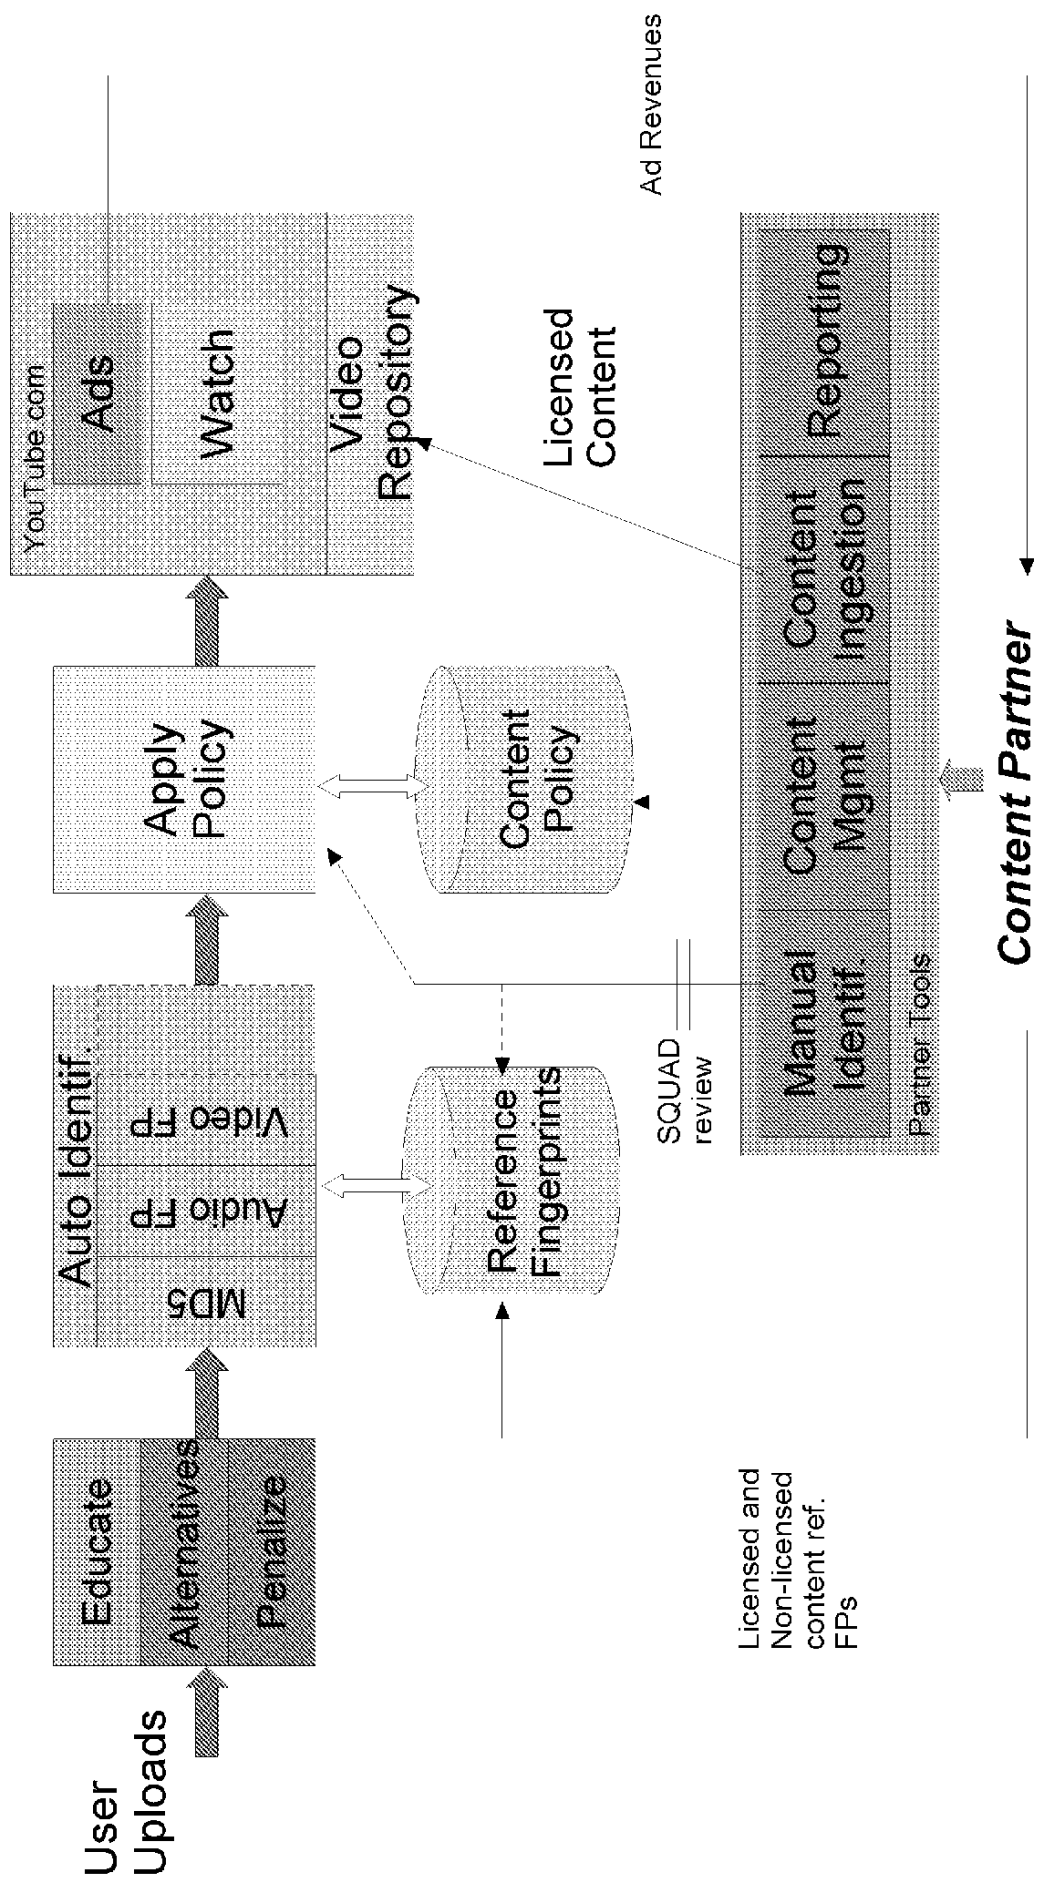 User
Uploads
Educate
Alternatives
Penalize
Auto Identif.
MD5
Audio FP
Video FP
Apply
Policy
YouTube.com
Ads
Watch
Video
Repository
Reference
Fingerprints
Content
Policy
Licensed
Content
Ad Revenues
SQUAD
review
Licensed and
Non-licensed
content ref.
FPs
Manual
Identif.
Content
Mgmt
Content
Ingestion
Reporting
Partner Tools
Content Partner